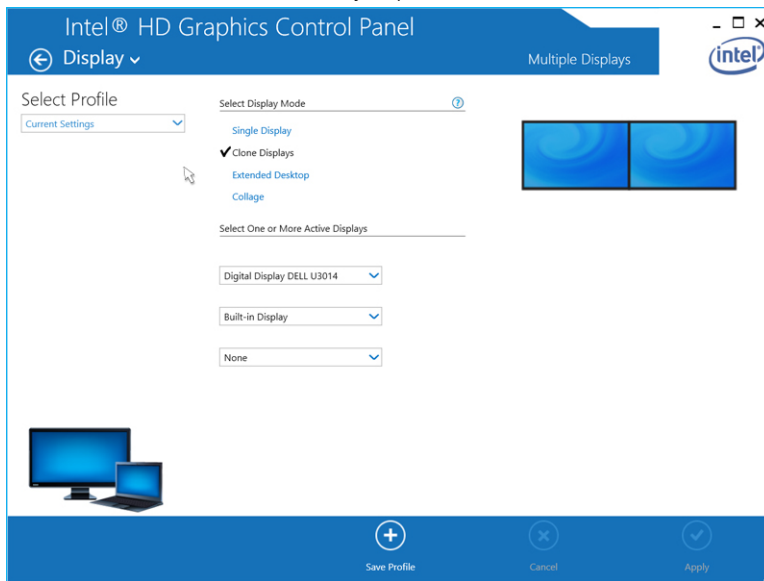 Intel® HD Graphics Control Panel
Display
Multiple Displays
intel
Select Profile
Current Settings
Select Display Mode
?
Single Display
Clone Displays
Extended Desktop
Collage
Select One or More Active Displays
Digital Display DELL U3014
Built-in Display
None
Save Profile
Cancel
Apply